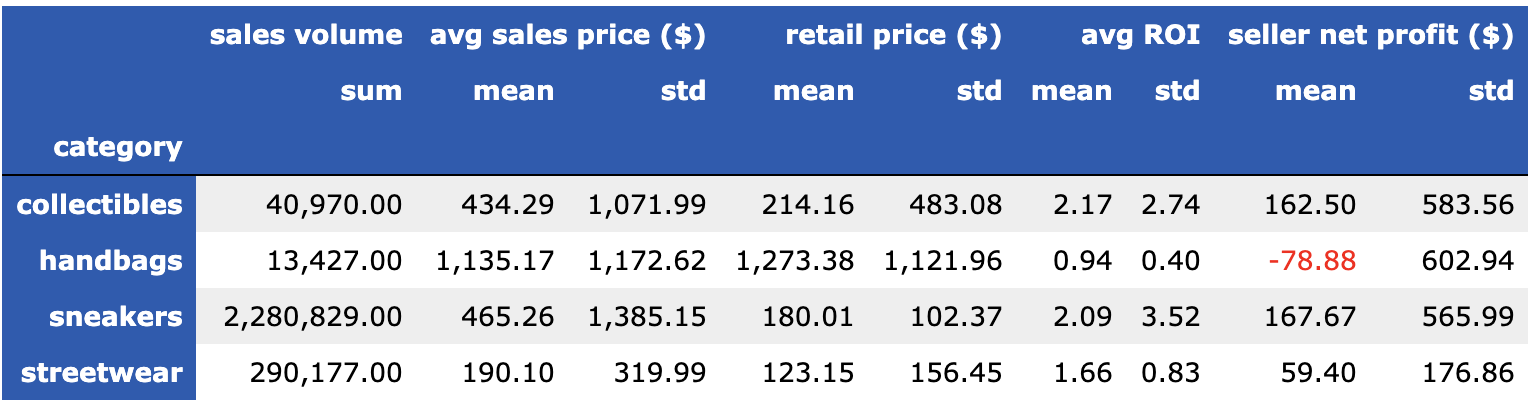 sales volume avg sales price ($) retail price ($) avg ROI seller net profit ($)
sum mean std mean std mean std mean std
category
collectibles 40,970.00 434.29 1,071.99 214.16 483.08 2.17 2.74 162.50 583.56
handbags 13,427.00 1,135.17 1,172.62 1,273.38 1,121.96 0.94 0.40 -78.88 602.94
sneakers 2,280,829.00 465.26 1,385.15 180.01 102.37 2.09 3.52 167.67 565.99
streetwear 290,177.00 190.10 319.99 123.15 156.45 1.66 0.83 59.40 176.86